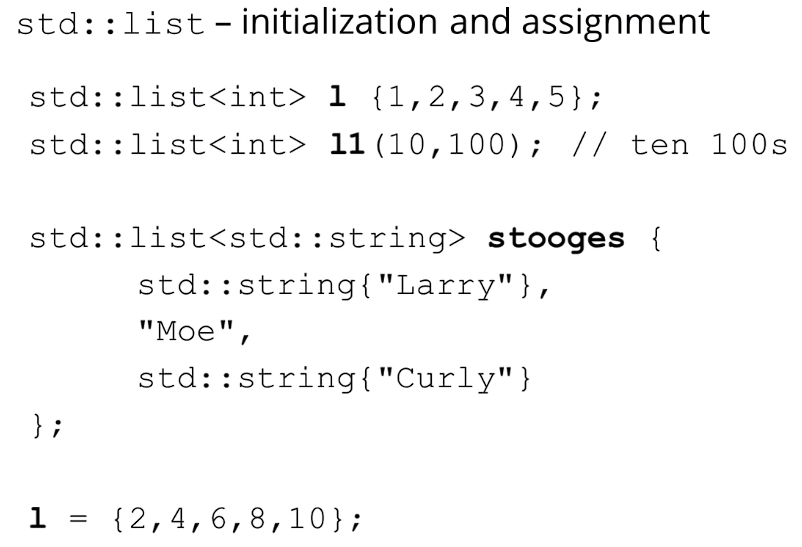 std::list – initialization and assignment
std::list<int> l {1,2,3,4,5};
std::list<int> l1(10,100); // ten 100s
std::list<std::string> stooges {
std::string{"Larry"},
"Moe",
std::string{"Curly"}
};
l = {2,4,6,8,10};